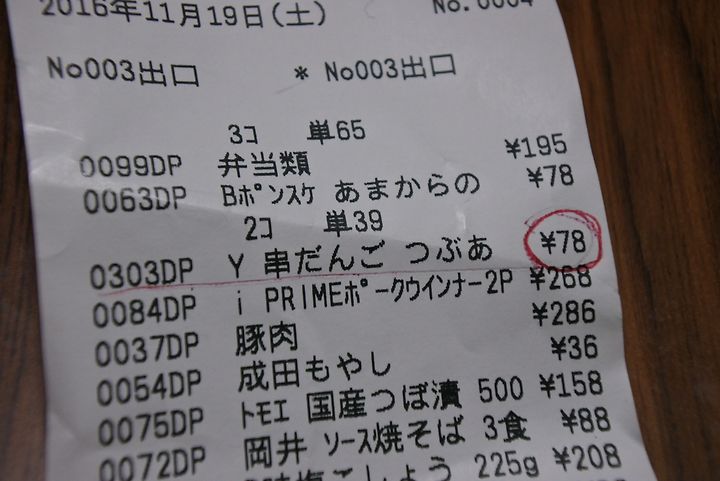 2016年11月19日(土) No.0004
No003出口 * No003出口
3コ 単65
0099DP 弁当類 ¥195
0063DP Bポンスケ あまからの ¥78
2コ 単39
0303DP Y 串だんご つぶあ ¥78
0084DP i PRIMEポークウインナー2P ¥268
0037DP 豚肉 ¥286
0054DP 成田もやし ¥36
0075DP トモエ 国産つぼ漬 500 ¥158
0072DP 岡井 ソース焼そば 3食 ¥88
こしょう 225g ¥208